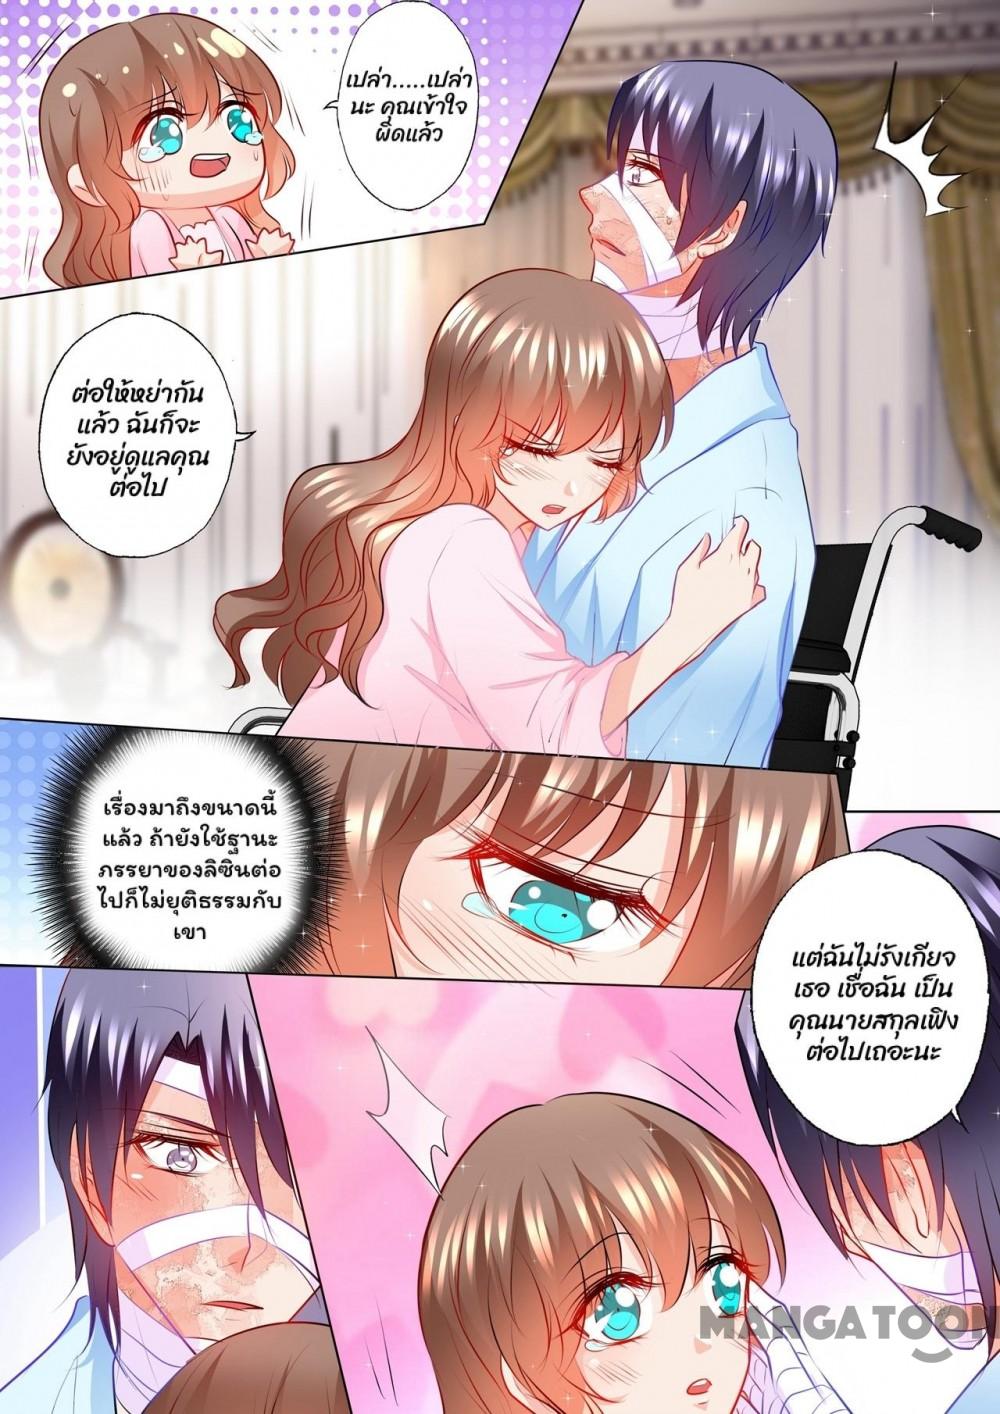 เปล่า.....เปล่า
นะ คุณเข้าใจ
ผิดแล้ว
ต่อให้หย่ากัน
แล้ว ฉันก็จะ
ยังอยู่ดูแลคุณ
ต่อไป
เรื่องมาถึงขนาดนี้
แล้ว ถ้ายังใช้ฐานะ
ภรรยาของลิซินต่อ
ไปก็ไม่ยุติธรรมกับ
เขา
แต่ฉันไม่รังเกียจ
เธอ เชื่อฉัน เป็น
คุณนายสกุลเฟิง
ต่อไปเถอะนะ
MANGATOON